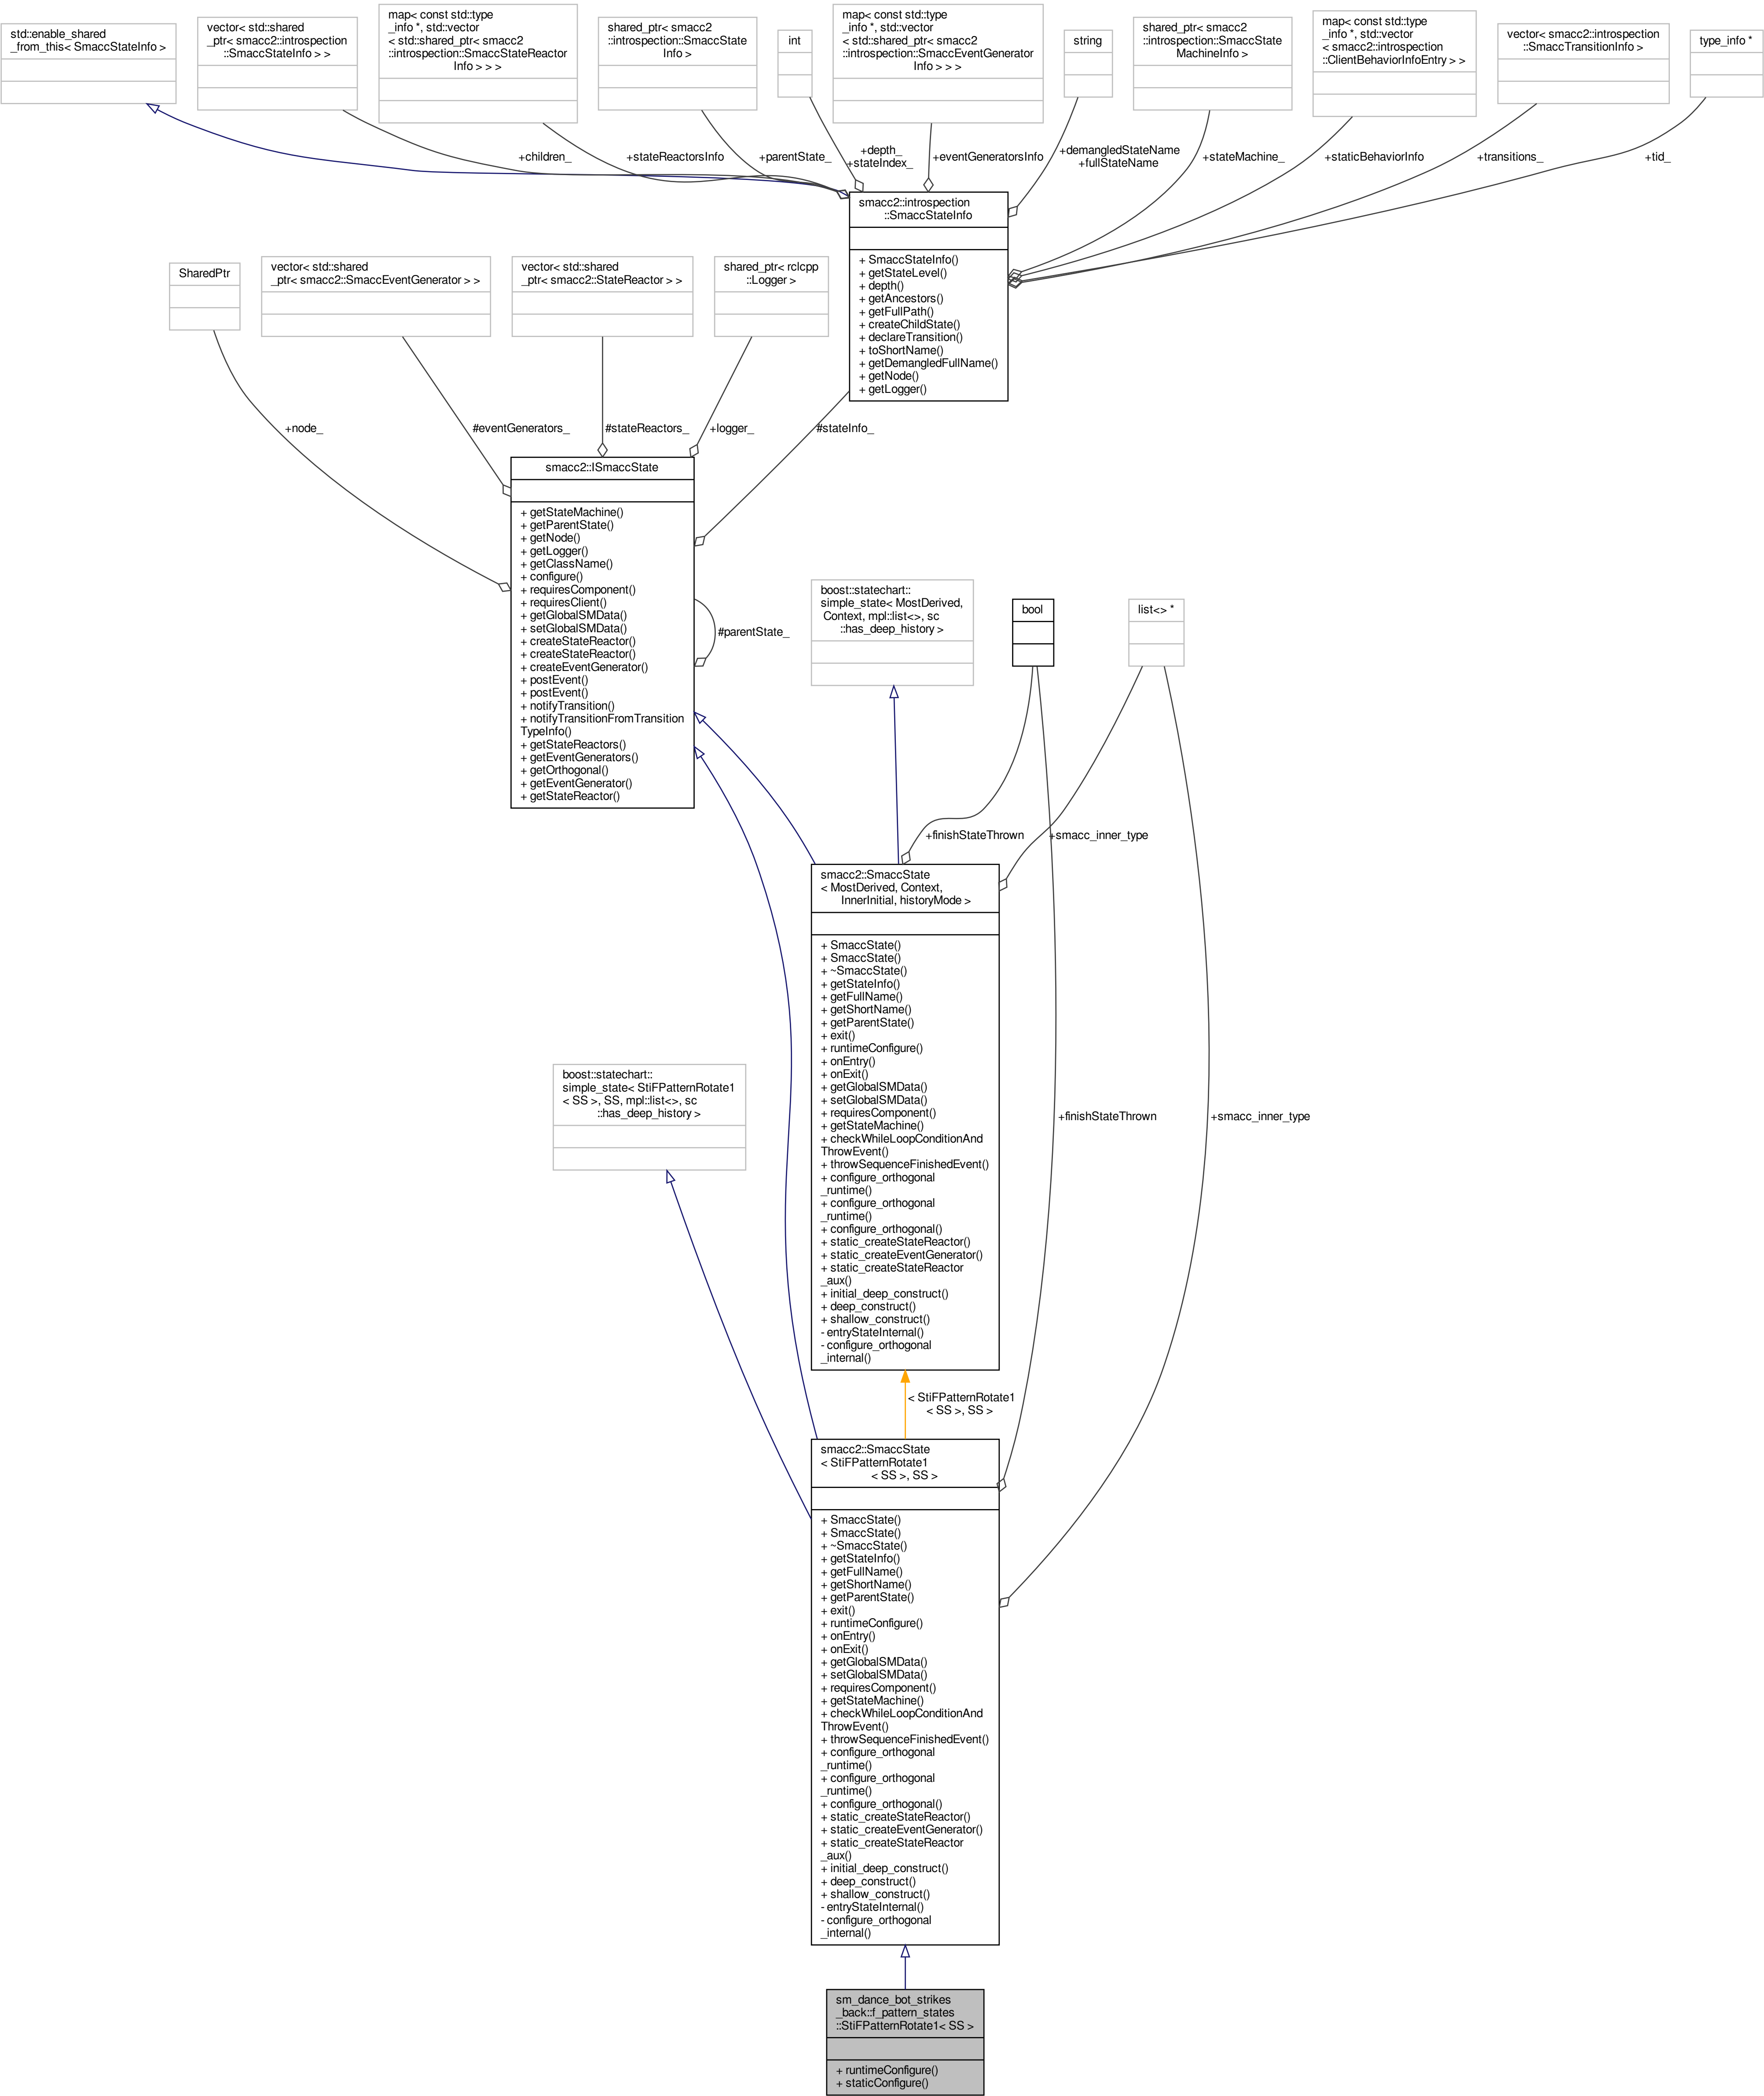 std::enable_shared
_from_this< SmaccStateInfo >
vector< std::shared
_ptr< smacc2::introspection
::SmaccStateInfo > >
map< const std::type
_info *, std::vector
< std::shared_ptr< smacc2
::introspection::SmaccStateReactor
Info > > >
shared_ptr< smacc2
::introspection::SmaccState
Info >
int
map< const std::type
_info *, std::vector
< std::shared_ptr< smacc2
::introspection::SmaccEventGenerator
Info > > >
string
shared_ptr< smacc2
::introspection::SmaccState
MachineInfo >
map< const std::type
_info *, std::vector
< smacc2::introspection
::ClientBehaviorInfoEntry > >
vector< smacc2::introspection
::SmaccTransitionInfo >
type_info *
+children_
+stateReactorsInfo
+parentState_
+depth_
+stateIndex_
+eventGeneratorsInfo
+demangledStateName
+fullStateName
+stateMachine_
+staticBehaviorInfo
+transitions_
+tid_
smacc2::introspection
::SmaccStateInfo
+ SmaccStateInfo()
+ getStateLevel()
+ depth()
+ getAncestors()
+ getFullPath()
+ createChildState()
+ declareTransition()
+ toShortName()
+ getDemangledFullName()
+ getNode()
+ getLogger()
SharedPtr
vector< std::shared
_ptr< smacc2::SmaccEventGenerator > >
vector< std::shared
_ptr< smacc2::StateReactor > >
shared_ptr< rclcpp
::Logger >
+node_
#eventGenerators_
#stateReactors_
+logger_
#stateInfo_
smacc2::ISmaccState
+ getStateMachine()
+ getParentState()
+ getNode()
+ getLogger()
+ getClassName()
+ configure()
+ requiresComponent()
+ requiresClient()
+ getGlobalSMData()
+ setGlobalSMData()
+ createStateReactor()
+ createStateReactor()
+ createEventGenerator()
+ postEvent()
+ postEvent()
+ notifyTransition()
+ notifyTransitionFromTransition
TypeInfo()
+ getStateReactors()
+ getEventGenerators()
+ getOrthogonal()
+ getEventGenerator()
+ getStateReactor()
#parentState_
boost::statechart::
simple_state< MostDerived,
Context, mpl::list<>, sc
::has_deep_history >
bool
list<> *
+finishStateThrown
+smacc_inner_type
smacc2::SmaccState
< MostDerived, Context,
InnerInitial, historyMode >
+ SmaccState()
+ SmaccState()
+ ~SmaccState()
+ getStateInfo()
+ getFullName()
+ getShortName()
+ getParentState()
+ exit()
+ runtimeConfigure()
+ onEntry()
+ onExit()
+ getGlobalSMData()
+ setGlobalSMData()
+ requiresComponent()
+ getStateMachine()
+ checkWhileLoopConditionAnd
ThrowEvent()
+ throwSequenceFinishedEvent()
+ configure_orthogonal
_runtime()
+ configure_orthogonal
_runtime()
+ configure_orthogonal()
+ static_createStateReactor()
+ static_createEventGenerator()
+ static_createStateReactor
_aux()
+ initial_deep_construct()
+ deep_construct()
+ shallow_construct()
- entryStateInternal()
- configure_orthogonal
_internal()
boost::statechart::
simple_state< StiFPatternRotate1
< SS >, SS, mpl::list<>, sc
::has_deep_history >
+finishStateThrown
+smacc_inner_type
< StiFPatternRotate1
< SS >, SS >
smacc2::SmaccState
< StiFPatternRotate1
< SS >, SS >
+ SmaccState()
+ SmaccState()
+ ~SmaccState()
+ getStateInfo()
+ getFullName()
+ getShortName()
+ getParentState()
+ exit()
+ runtimeConfigure()
+ onEntry()
+ onExit()
+ getGlobalSMData()
+ setGlobalSMData()
+ requiresComponent()
+ getStateMachine()
+ checkWhileLoopConditionAnd
ThrowEvent()
+ throwSequenceFinishedEvent()
+ configure_orthogonal
_runtime()
+ configure_orthogonal
_runtime()
+ configure_orthogonal()
+ static_createStateReactor()
+ static_createEventGenerator()
+ static_createStateReactor
_aux()
+ initial_deep_construct()
+ deep_construct()
+ shallow_construct()
- entryStateInternal()
- configure_orthogonal
_internal()
sm_dance_bot_strikes
_back::f_pattern_states
::StiFPatternRotate1< SS >
+ runtimeConfigure()
+ staticConfigure()